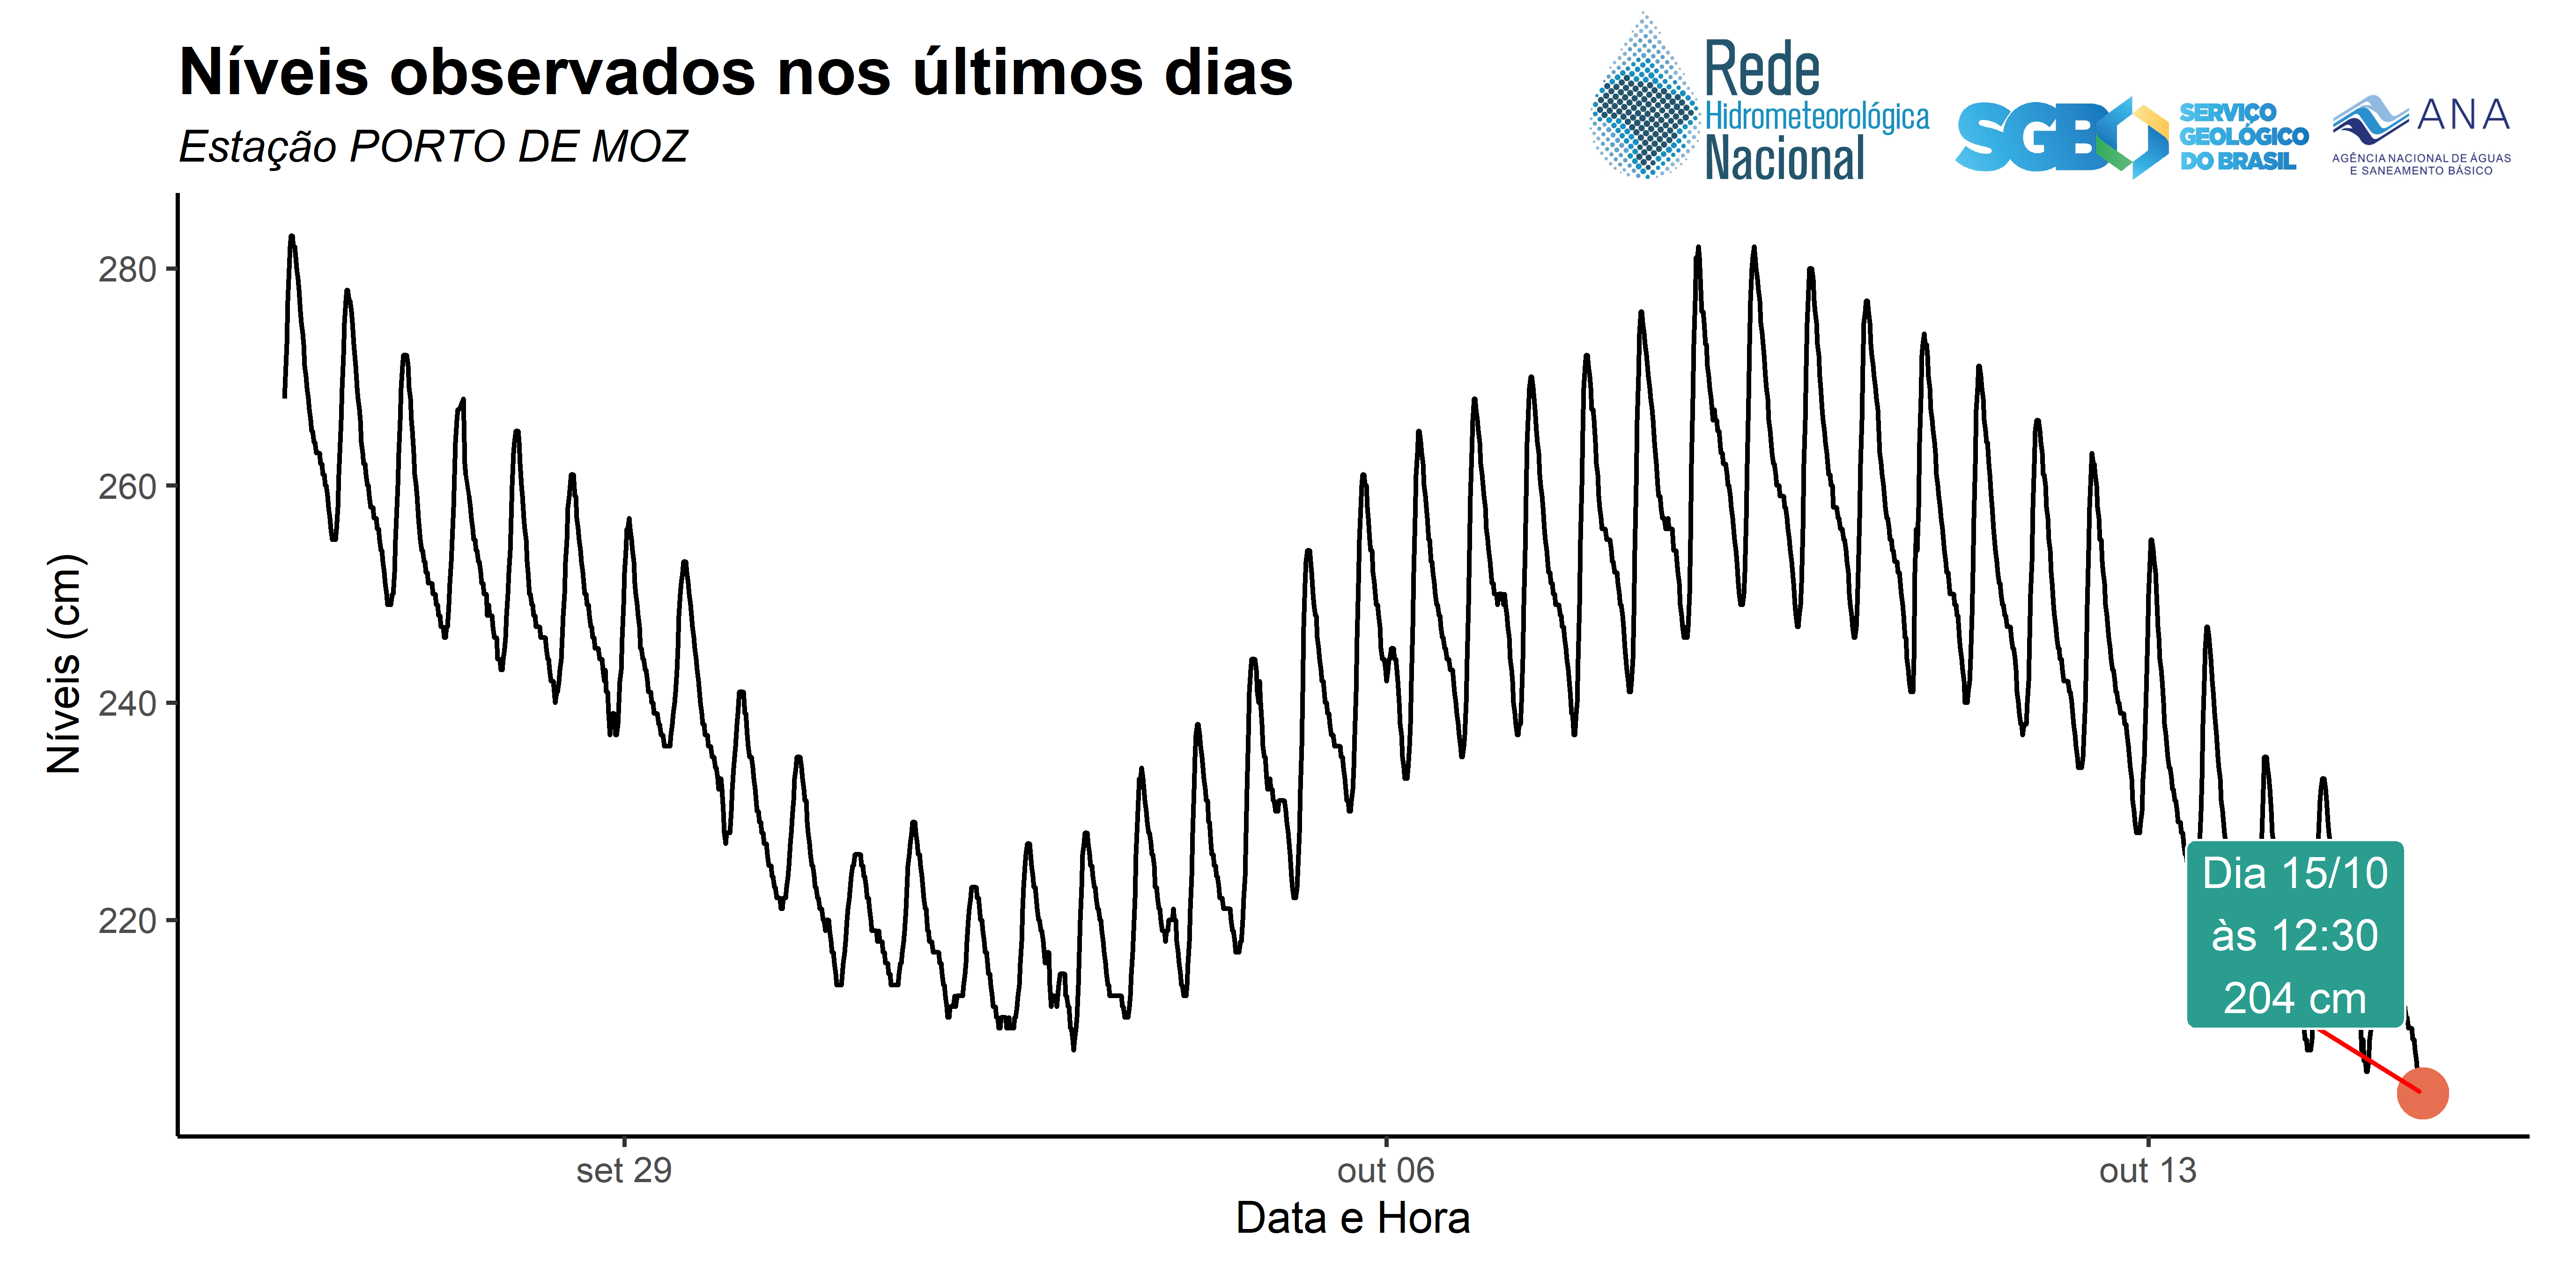 Níveis observados nos últimos dias
Estação PORTO DE MOZ
Rede
Hidrometeorológica
Nacional
SGB
SERVIÇO
GEOLÓGICO
DO BRASIL
ANA
AGÊNCIA NACIONAL DE ÁGUAS
E SANEAMENTO BÁSICO
Níveis (cm)
280
260
240
220
Dia 15/10
às 12:30
204 cm
set 29
out 06
out 13
Data e Hora